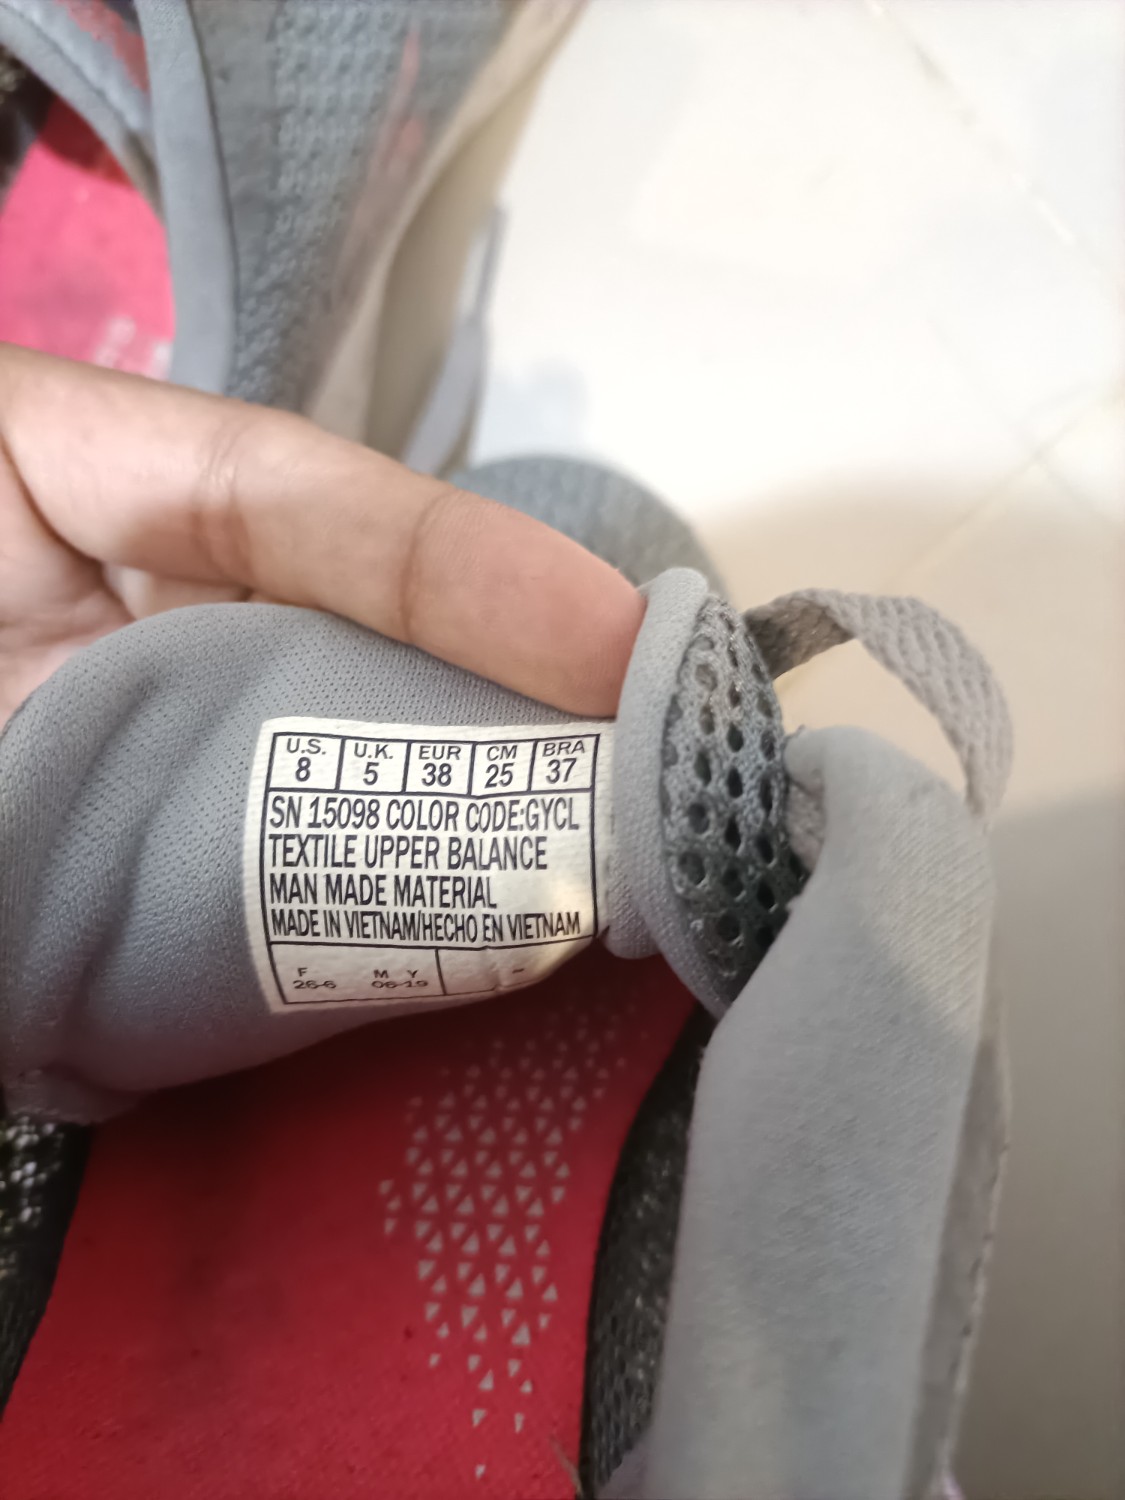 U.S. U.K. EUR CM BRA
8 5 38 25 37
SN 15098 COLOR CODE:GYCL
TEXTILE UPPER BALANCE
MAN MADE MATERIAL
MADE IN VIETNAM/HECHO EN VIETNAM
F M Y
26-6 06-19 -